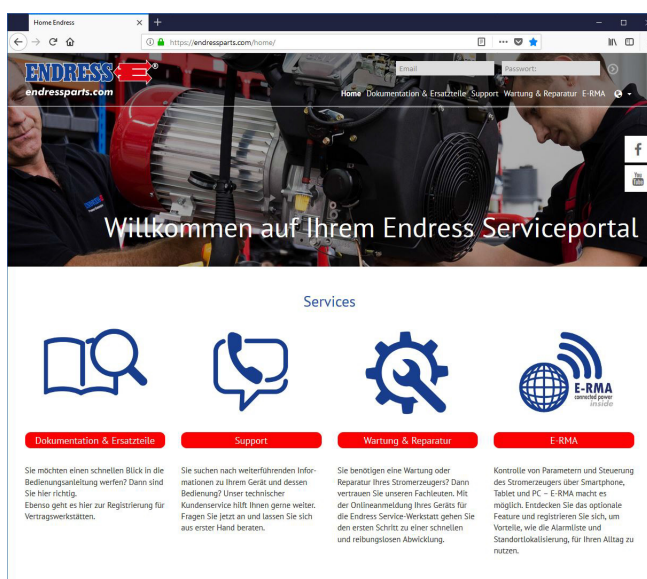 Home Endress
https://endressparts.com/home/
ENDRESS ®
endressparts.com
Email
Passwort:
Home Dokumentation & Ersatzteile Support Wartung & Reparatur E-RMA
You
Tube
Willkommen auf Ihrem Endress Serviceportal
Services
E-RMA
connected power
inside
Dokumentation & Ersatzteile
Sie möchten einen schnellen Blick in die
Bedienungsanleitung werfen? Dann sind
Sie hier richtig.
Ebenso geht es hier zur Registrierung für
Vertragswerkstätten.
Support
Sie suchen nach weiterführenden Infor-
mationen zu Ihrem Gerät und dessen
Bedienung? Unser technischer
Kundenservice hilft Ihnen gerne weiter.
Fragen Sie jetzt an und lassen Sie sich
aus erster Hand beraten.
Wartung & Reparatur
Sie benötigen eine Wartung oder
Reparatur Ihres Stromerzeugers? Dann
vertrauen Sie unseren Fachleuten. Mit
der Onlineanmeldung Ihres Geräts für
die Endress Service-Werkstatt gehen Sie
den ersten Schritt zu einer schnellen
und reibungslosen Abwicklung.
E-RMA
Kontrolle von Parametern und Steuerung
des Stromerzeugers über Smartphone,
Tablet und PC – E-RMA macht es
möglich. Entdecken Sie das optionale
Feature und registrieren Sie sich, um
Vorteile, wie die Alarmliste und
Standortlokalisierung, für Ihren Alltag zu
nutzen.